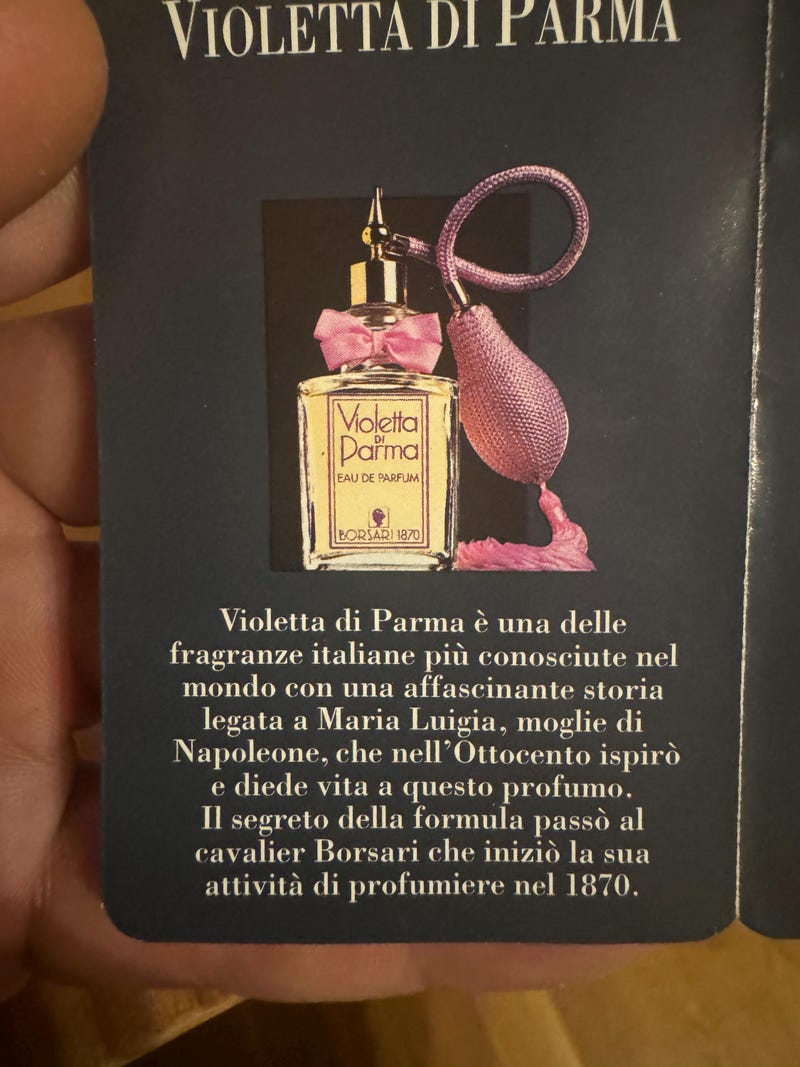 VIOLETTA DI PARMA
Violetta
DI
Parma
EAU DE PARFUM
BORSARI 1870
Violetta di Parma è una delle
fragranze italiane più conosciute nel
mondo con una affascinante storia
legata a Maria Luigia, moglie di
Napoleone, che nell'Ottocento ispirò
e diede vita a questo profumo.
Il segreto della formula passò al
cavalier Borsari che iniziò la sua
attività di profumiere nel 1870.